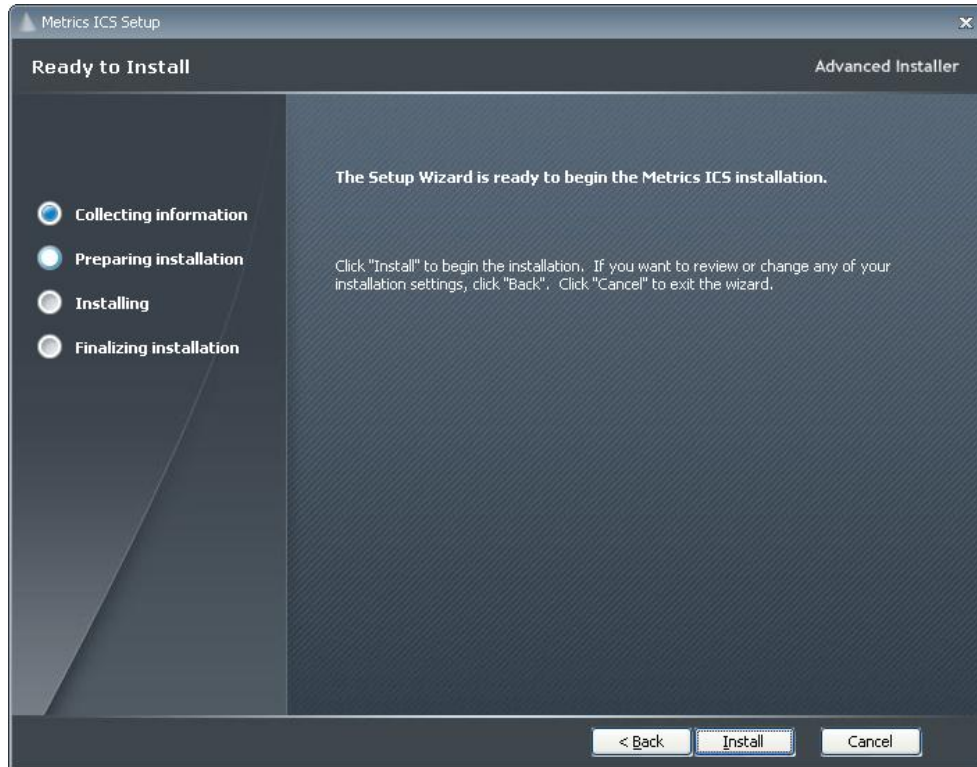 Metrics ICS Setup
Ready to Install
Advanced Installer
Collecting information
Preparing installation
Installing
Finalizing installation
The Setup Wizard is ready to begin the Metrics ICS installation.
Click "Install" to begin the installation. If you want to review or change any of your
installation settings, click "Back". Click "Cancel" to exit the wizard.
< Back
Install
Cancel